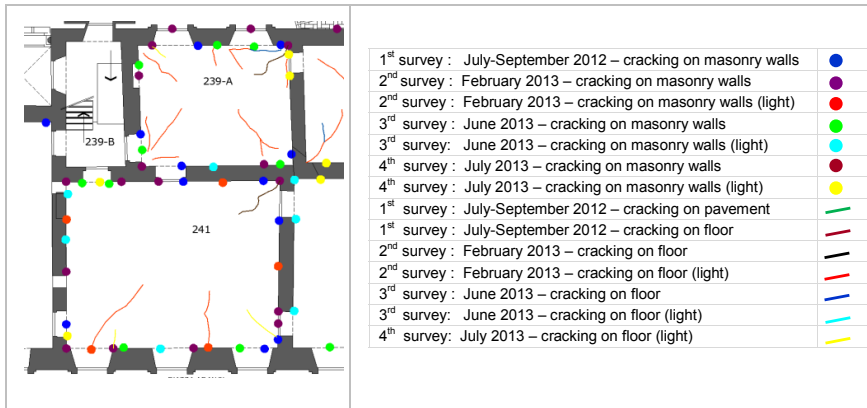 239-A
239-B
241
1st survey : July-September 2012 – cracking on masonry walls
2nd survey : February 2013 – cracking on masonry walls
2nd survey : February 2013 – cracking on masonry walls (light)
3rd survey : June 2013 – cracking on masonry walls
3rd survey: June 2013 – cracking on masonry walls (light)
4th survey : July 2013 – cracking on masonry walls
4th survey : July 2013 – cracking on masonry walls (light)
1st survey : July-September 2012 – cracking on pavement
1st survey : July-September 2012 – cracking on floor
2nd survey : February 2013 – cracking on floor
2nd survey : February 2013 – cracking on floor (light)
3rd survey : June 2013 – cracking on floor
3rd survey: June 2013 – cracking on floor (light)
4th survey: July 2013 – cracking on floor (light)